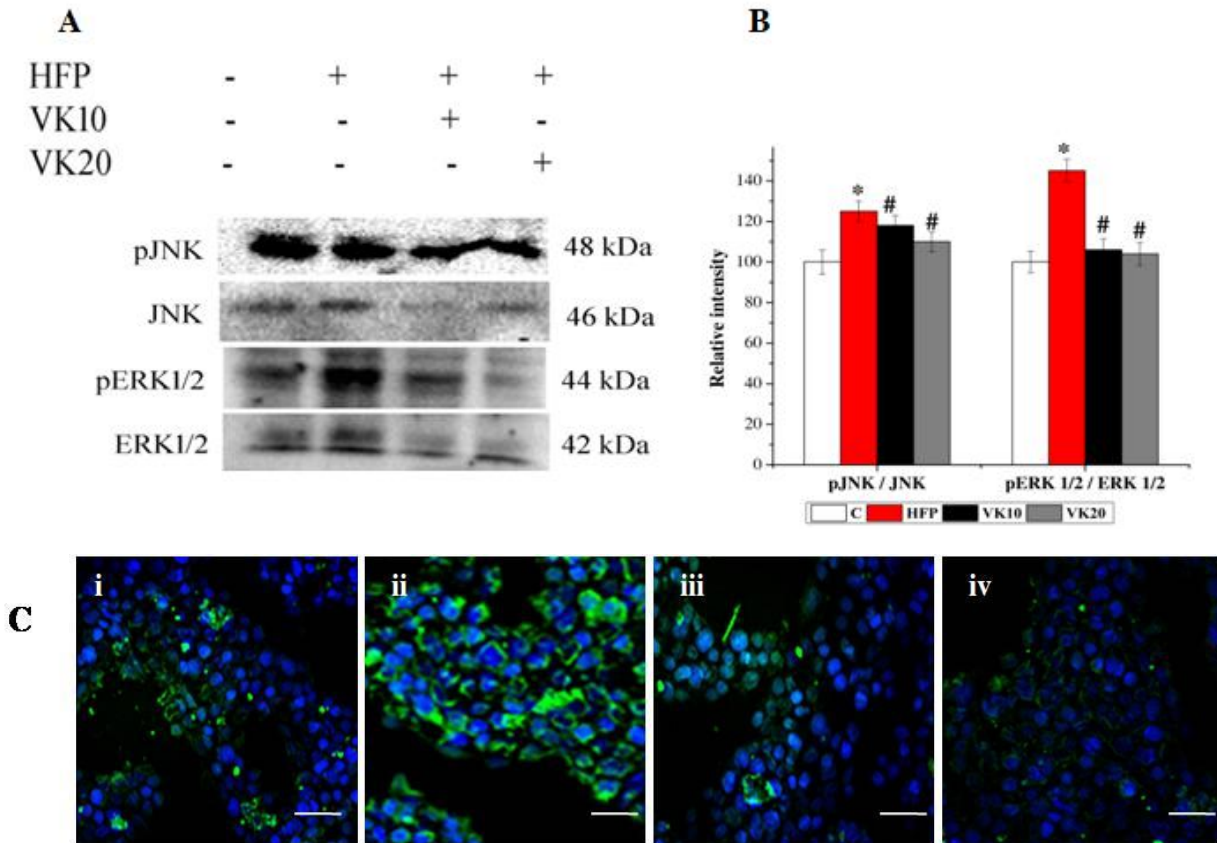 A
HFP - + + +
VK10 - - + -
VK20 - - - +
pJNK 48 kDa
JNK 46 kDa
pERK1/2 44 kDa
ERK1/2 42 kDa
B
Relative intensity
140
120
100
80
60
40
20
0
* # #
* # #
pJNK / JNK pERK 1/2 / ERK 1/2
C HFP VK10 VK20
C
i ii iii iv